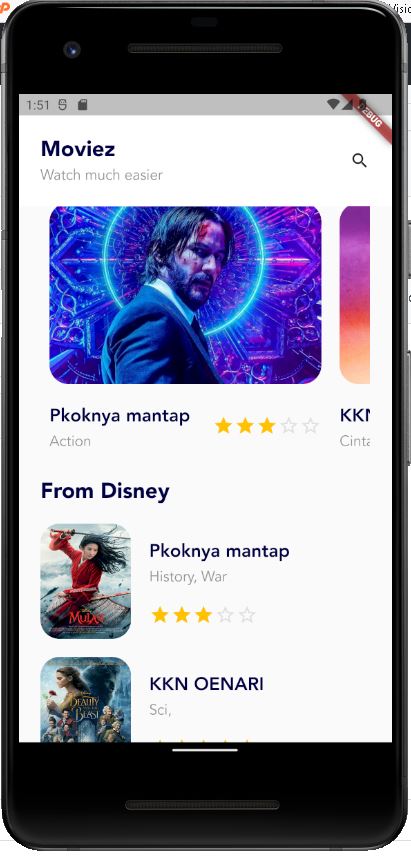 Visio
1:51
DEBUG
Moviez
Watch much easier
Pkoknya mantap
Action
KKN
Cinta
From Disney
MULAN
Pkoknya mantap
History, War
BEAUTY
AND THE
BEAST
KKN OENARI
Sci,